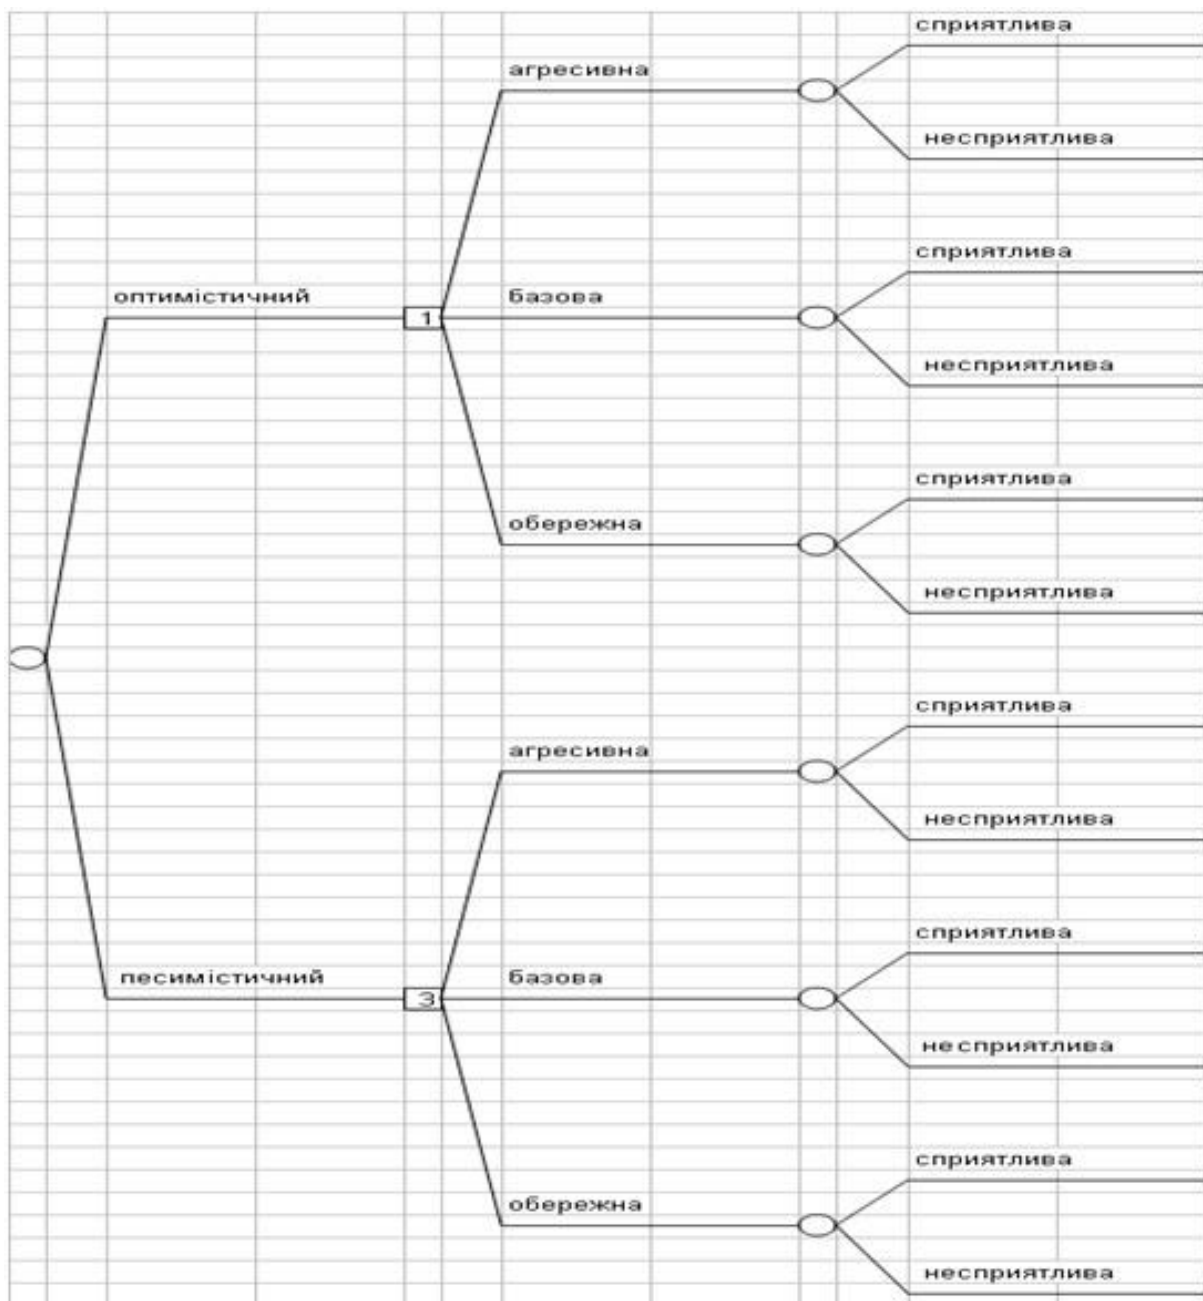 сприятлива
агресивна
несприятлива
сприятлива
оптимістичний
1
базова
несприятлива
сприятлива
обережна
несприятлива
сприятлива
агресивна
несприятлива
сприятлива
песимістичний
3
базова
несприятлива
сприятлива
обережна
несприятлива